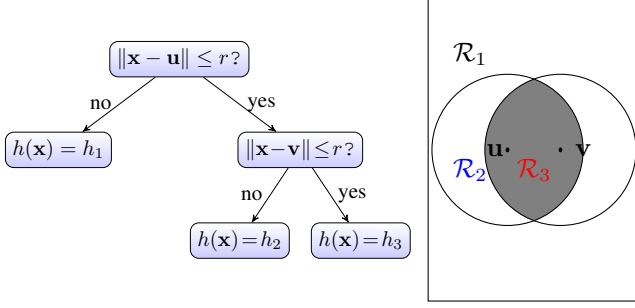 ‖x − u‖ ≤ r?
no
yes
h(x) = h₁
‖x−v‖≤r?
no
yes
h(x)=h₂
h(x)=h₃
ℛ₁
u
v
ℛ₂
ℛ₃